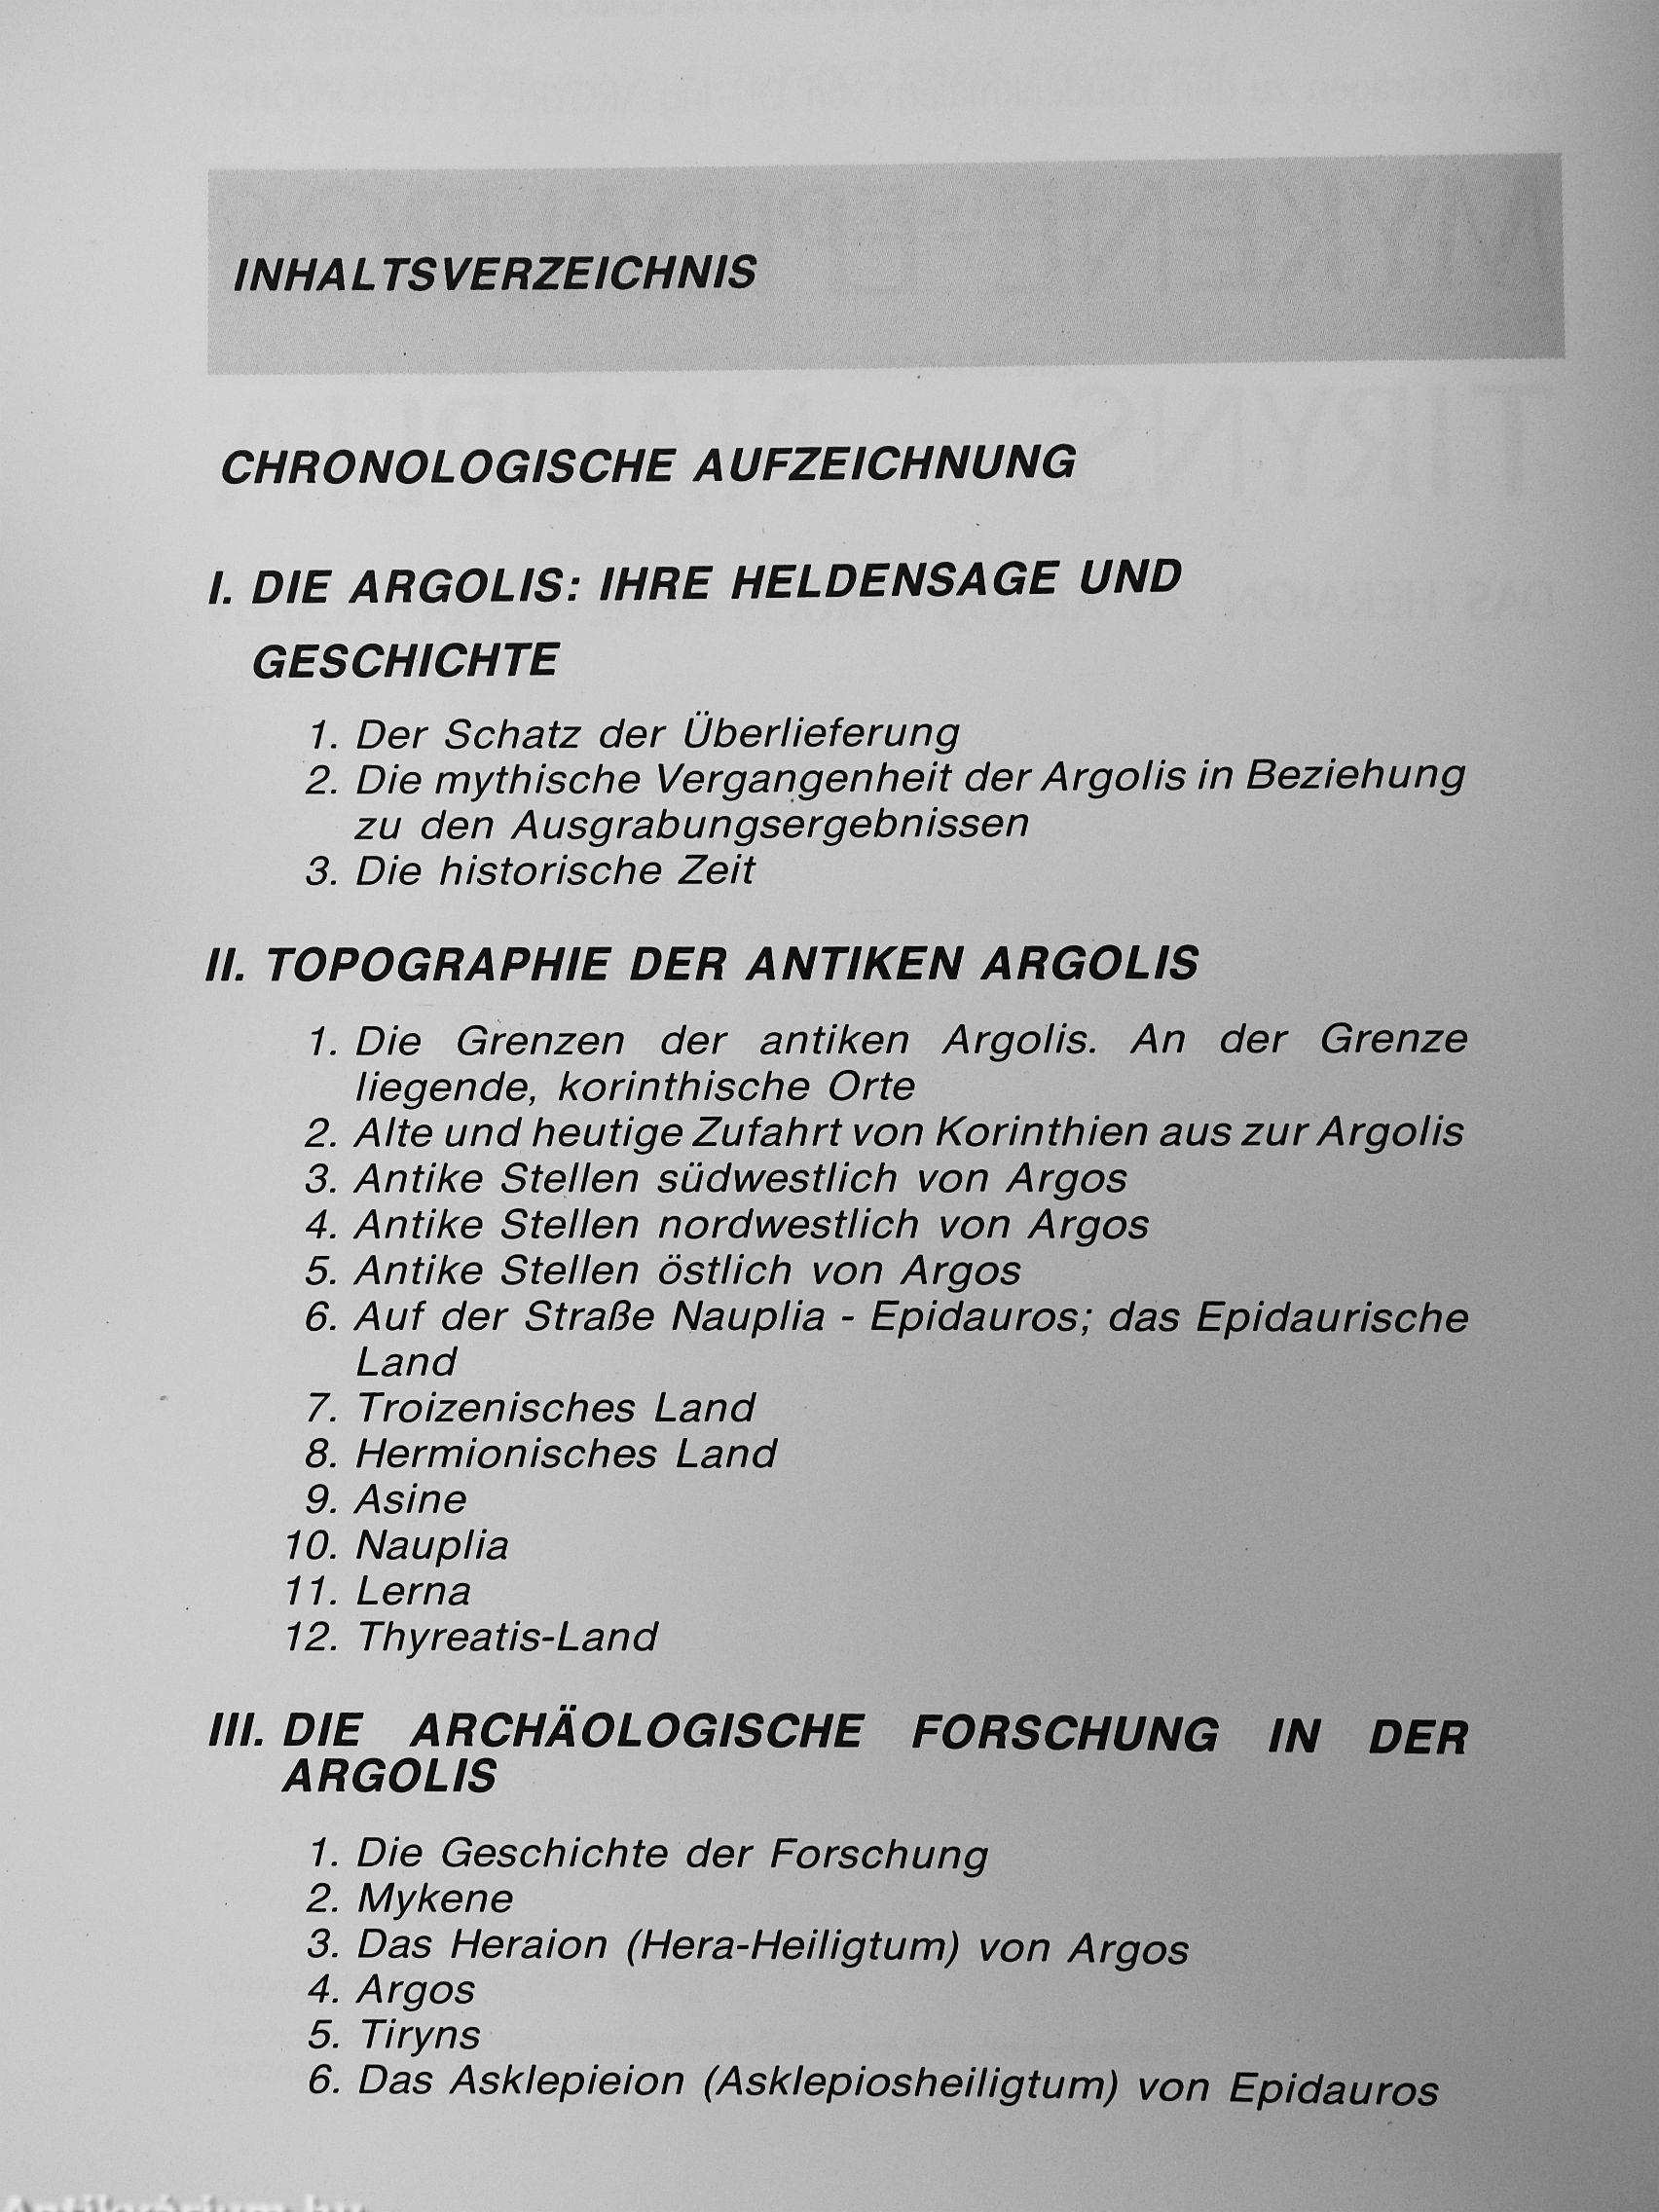 INHALTSVERZEICHNIS
CHRONOLOGISCHE AUFZEICHNUNG
I. DIE ARGOLIS: IHRE HELDENSAGE UND
GESCHICHTE
1. Der Schatz der Überlieferung
2. Die mythische Vergangenheit der Argolis in Beziehung
zu den Ausgrabungsergebnissen
3. Die historische Zeit
II. TOPOGRAPHIE DER ANTIKEN ARGOLIS
1. Die Grenzen der antiken Argolis. An der Grenze
liegende, korinthische Orte
2. Alte und heutige Zufahrt von Korinthien aus zur Argolis
3. Antike Stellen südwestlich von Argos
4. Antike Stellen nordwestlich von Argos
5. Antike Stellen östlich von Argos
6. Auf der Straße Nauplia - Epidauros; das Epidaurische
Land
7. Troizenisches Land
8. Hermionisches Land
9. Asine
10. Nauplia
11. Lerna
12. Thyreatis-Land
III. DIE ARCHÄOLOGISCHE FORSCHUNG IN DER
ARGOLIS
1. Die Geschichte der Forschung
2. Mykene
3. Das Heraion (Hera-Heiligtum) von Argos
4. Argos
5. Tiryns
6. Das Asklepieion (Asklepiosheiligtum) von Epidauros